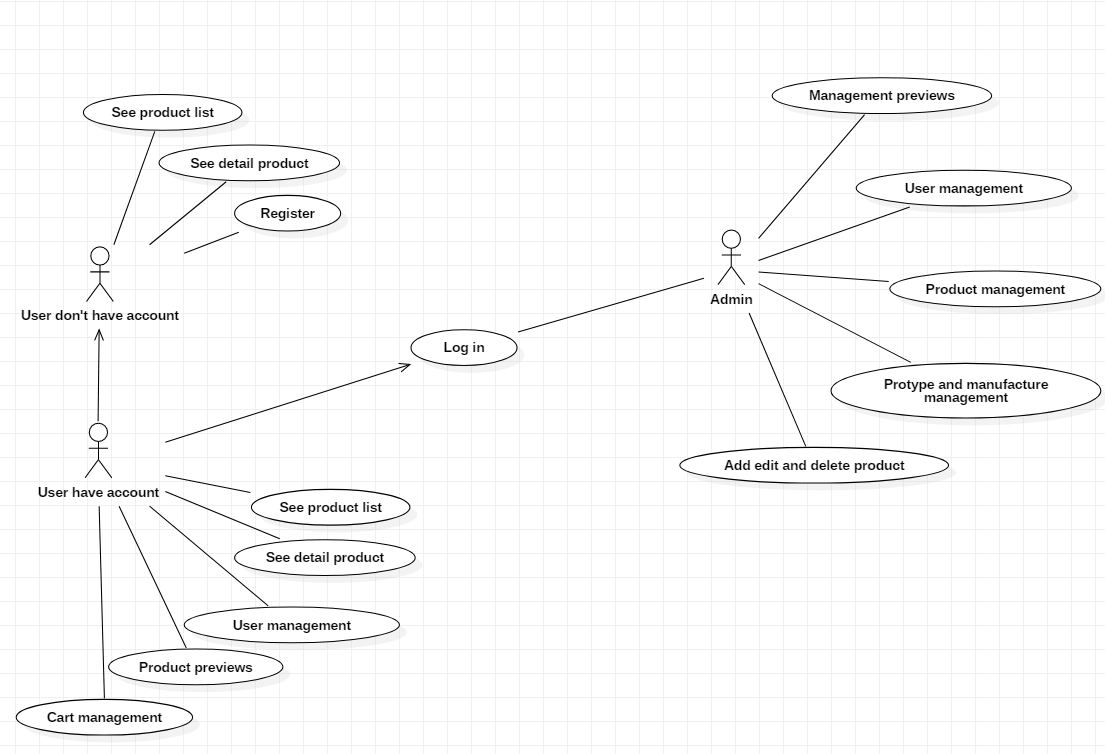 See product list
See detail product
Register
User don't have account
Log in
User have account
See product list
See detail product
User management
Product previews
Cart management
Management previews
User management
Admin
Product management
Protype and manufacture
management
Add edit and delete product